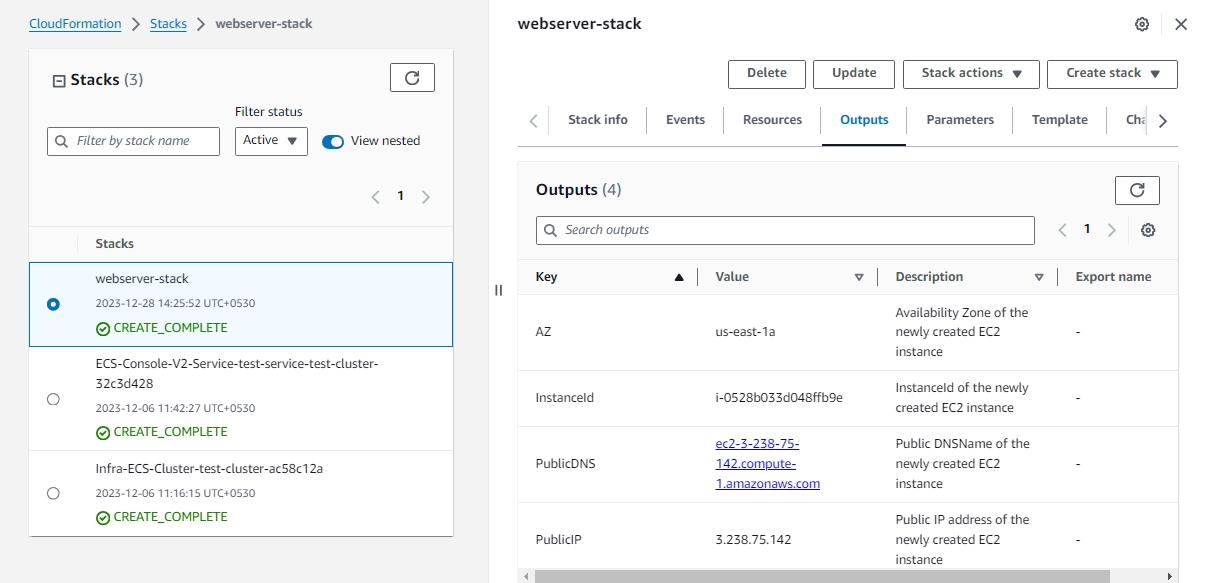 CloudFormation > Stacks > webserver-stack
Stacks (3)
Filter status
Filter by stack name
Active
View nested
1
Stacks
webserver-stack
2023-12-28 14:25:52 UTC+0530
CREATE_COMPLETE
ECS-Console-V2-Service-test-service-test-cluster-
32c3d428
2023-12-06 11:42:27 UTC+0530
CREATE_COMPLETE
Infra-ECS-Cluster-test-cluster-ac58c12a
2023-12-06 11:16:15 UTC+0530
CREATE_COMPLETE
webserver-stack
Delete
Update
Stack actions
Create stack
Stack info
Events
Resources
Outputs
Parameters
Template
Cha
Outputs (4)
Search outputs
1
Key
Value
Description
Export name
AZ
us-east-1a
Availability Zone of the
newly created EC2
instance
-
InstanceId
i-0528b033d048ffb9e
InstanceId of the newly
created EC2 instance
-
PublicDNS
ec2-3-238-75-
142.compute-
1.amazonaws.com
Public DNSName of the
newly created EC2
instance
-
PublicIP
3.238.75.142
Public IP address of the
newly created EC2
instance
-